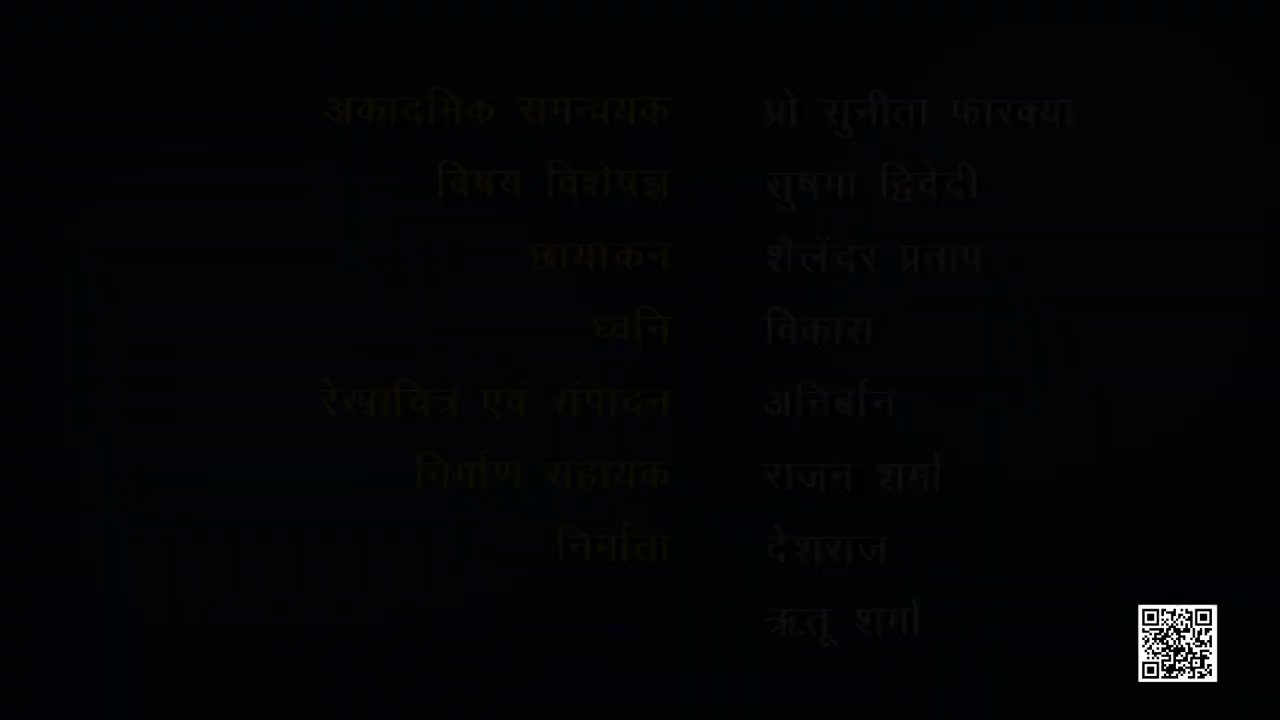 अकादमिक समन्वयक प्रो सुनीता फारक्या
विषय विशेषज्ञ सुषमा द्विवेदी
छायांकन शैलेंदर प्रताप
ध्वनि विकास
रेखाचित्र एवं संपादन अनिर्बान
निर्माण सहायक राजन शर्मा
निर्माता देशराज
ऋतू शर्मा